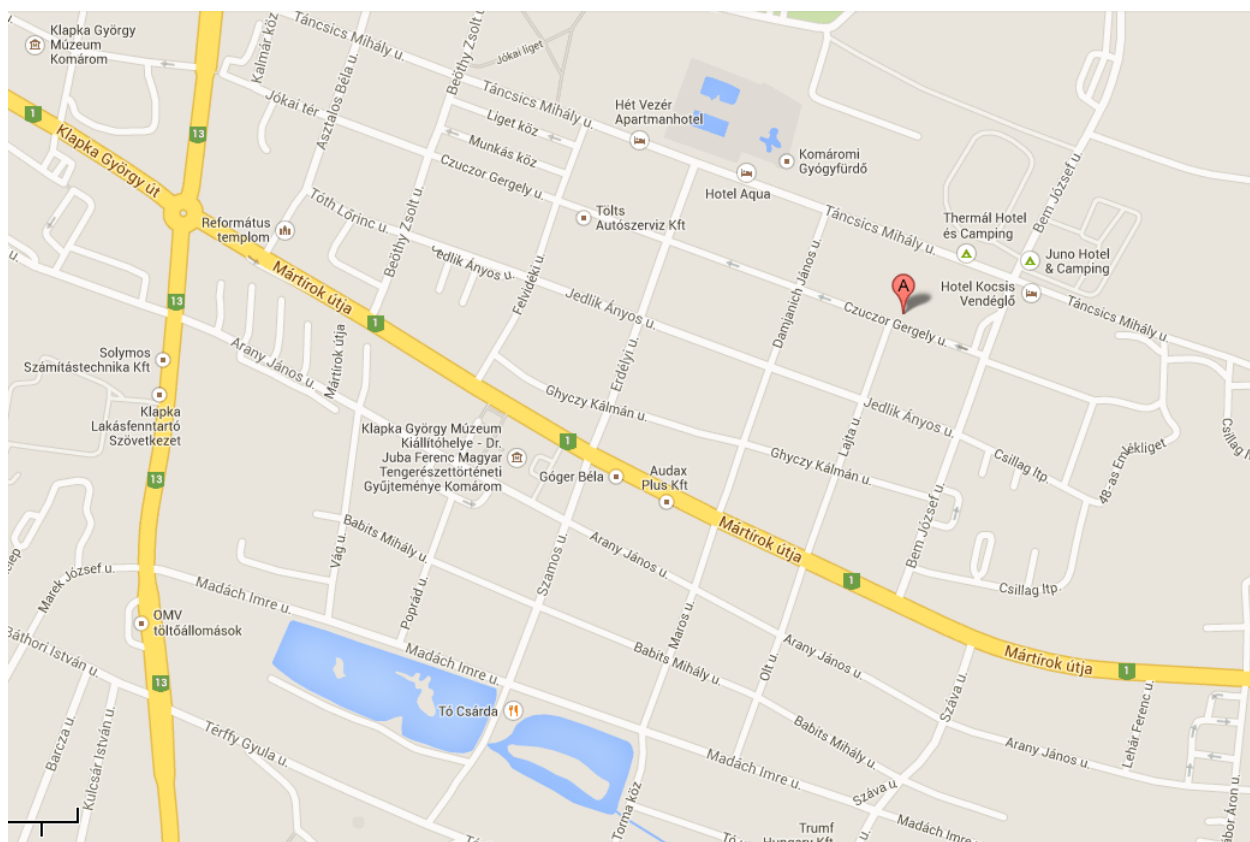 Klapka György
Múzeum
Komárom
Kalmár köz
Asztalos Béla u.
Beöthy Zsolt u.
Jókai liget
Táncsics Mihály u.
13
1
Klapka György út
Jókai tér
Liget köz
Munkás köz
Czuczor Gergely u.
Táncsics Mihály u.
Hét Vezér
Apartmanhotel
Komáromi
Gyógyfürdő
Hotel Aqua
13
Tóth Lőrinc u.
Református
templom
Beöthy Zsolt u.
Tölts
Autószerviz Kft
Bem József u.
Táncsics Mihály u.
Thermál Hotel
és Camping
Juno Hotel
& Camping
Hotel Kocsis
Vendéglő
Táncsics Mihály u.
u.
13
Mártírok útja
1
Jedlik Ányos u.
Felvidéki u.
Jedlik Ányos u.
Damjanich János u.
A
Czuczor Gergely u.
Solymos
Számítástechnika Kft
Arany János u.
Mártírok útja
Erdélyi u.
Ghyczy Kálmán u.
Jedlik Ányos u.
Klapka
Lakásfenntartó
Szövetkezet
Klapka György Múzeum
Kiállítóhelye - Dr.
Juba Ferenc Magyar
Tengerészettörténeti
Gyűjteménye Komárom
1
Góger Béla
Audax
Plus Kft
Ghyczy Kálmán u.
Lajta u.
Csillag ltp.
48-as Emlékliget
Csillag ltp.
13
Babits Mihály u.
Vág u.
Szamos u.
Arany János u.
Mártírok útja
1
Bem József u.
Csillag ltp.
Marek József u.
Madách Imre u.
Poprád u.
OMV
töltőállomások
Báthori István u.
Madách Imre u.
Babits Mihály u.
Maros u.
Olt u.
Arany János u.
Mártírok útja
1
13
Tó Csárda
Száva u.
Lehár Ferenc u.
Barcza u.
Kulcsár István u.
Térffy Gyula u.
Babits Mihály u.
Arany János u.
Madách Imre u.
Száva u.
Madách Imre u.
Torma köz
Trumf
Hungary Kft